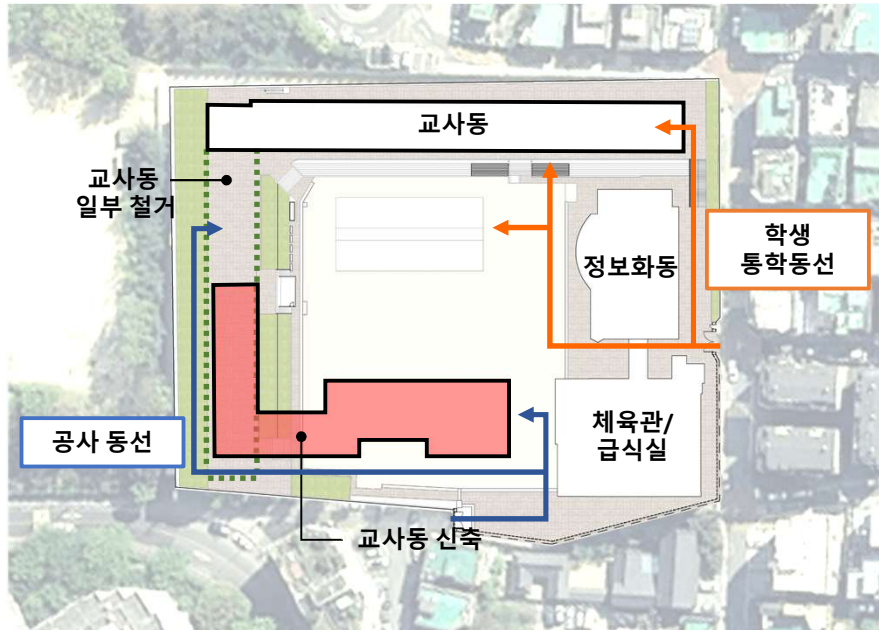 교사동
교사동
일부 철거
학생
통학동선
정보화동
체육관/
급식실
공사 동선
교사동 신축